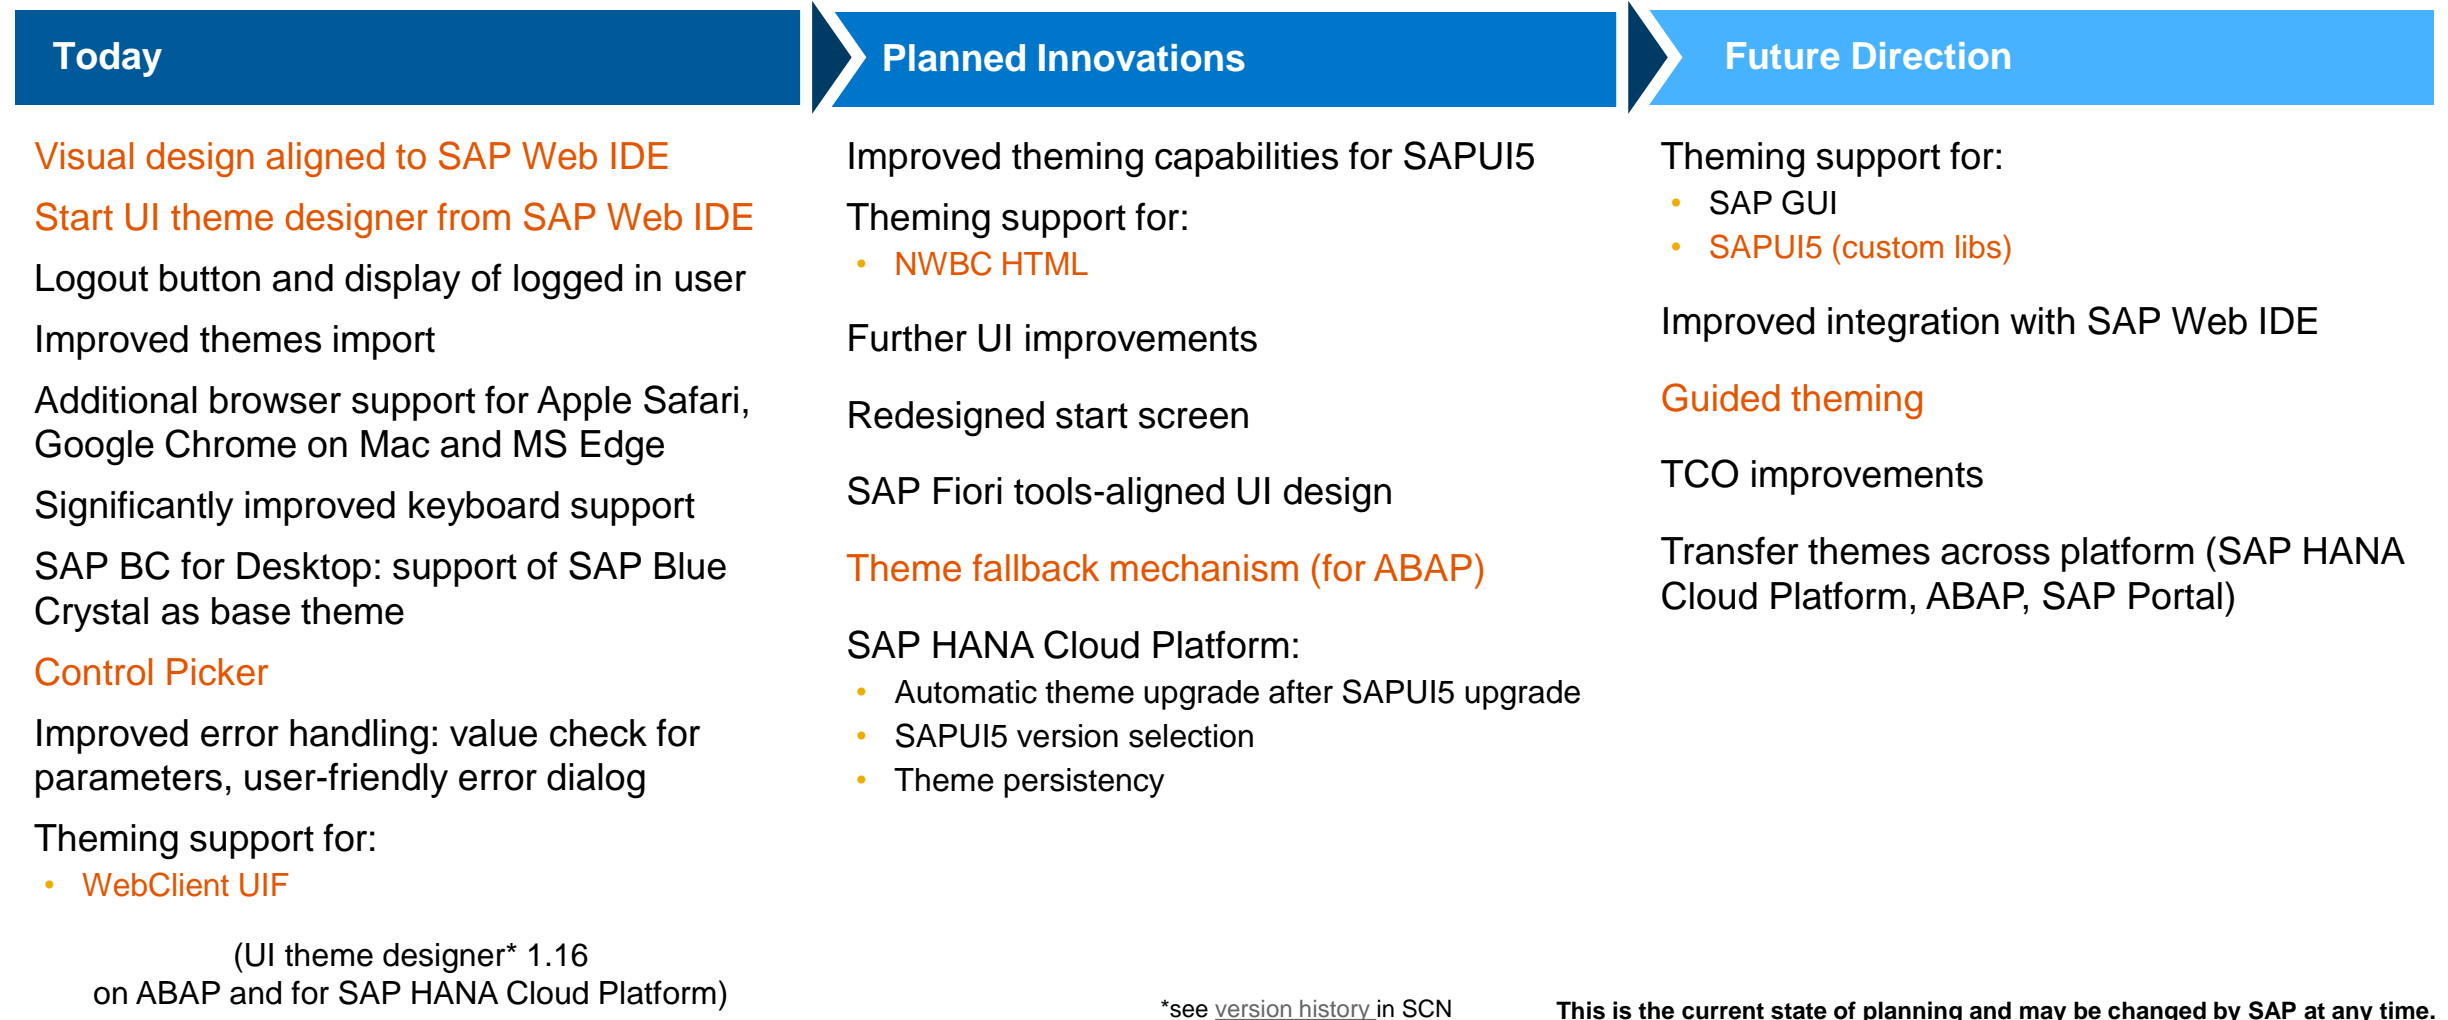 Today
Visual design aligned to SAP Web IDE
Start UI theme designer from SAP Web IDE
Logout button and display of logged in user
Improved themes import
Additional browser support for Apple Safari,
Google Chrome on Mac and MS Edge
Significantly improved keyboard support
SAP BC for Desktop: support of SAP Blue
Crystal as base theme
Control Picker
Improved error handling: value check for
parameters, user-friendly error dialog
Theming support for:
• WebClient UIF
(UI theme designer* 1.16
on ABAP and for SAP HANA Cloud Platform)
Planned Innovations
Improved theming capabilities for SAPUI5
Theming support for:
• NWBC HTML
Further UI improvements
Redesigned start screen
SAP Fiori tools-aligned UI design
Theme fallback mechanism (for ABAP)
SAP HANA Cloud Platform:
• Automatic theme upgrade after SAPUI5 upgrade
• SAPUI5 version selection
• Theme persistency
Future Direction
Theming support for:
• SAP GUI
• SAPUI5 (custom libs)
Improved integration with SAP Web IDE
Guided theming
TCO improvements
Transfer themes across platform (SAP HANA
Cloud Platform, ABAP, SAP Portal)
*see version history in SCN
This is the current state of planning and may be changed by SAP at any time.